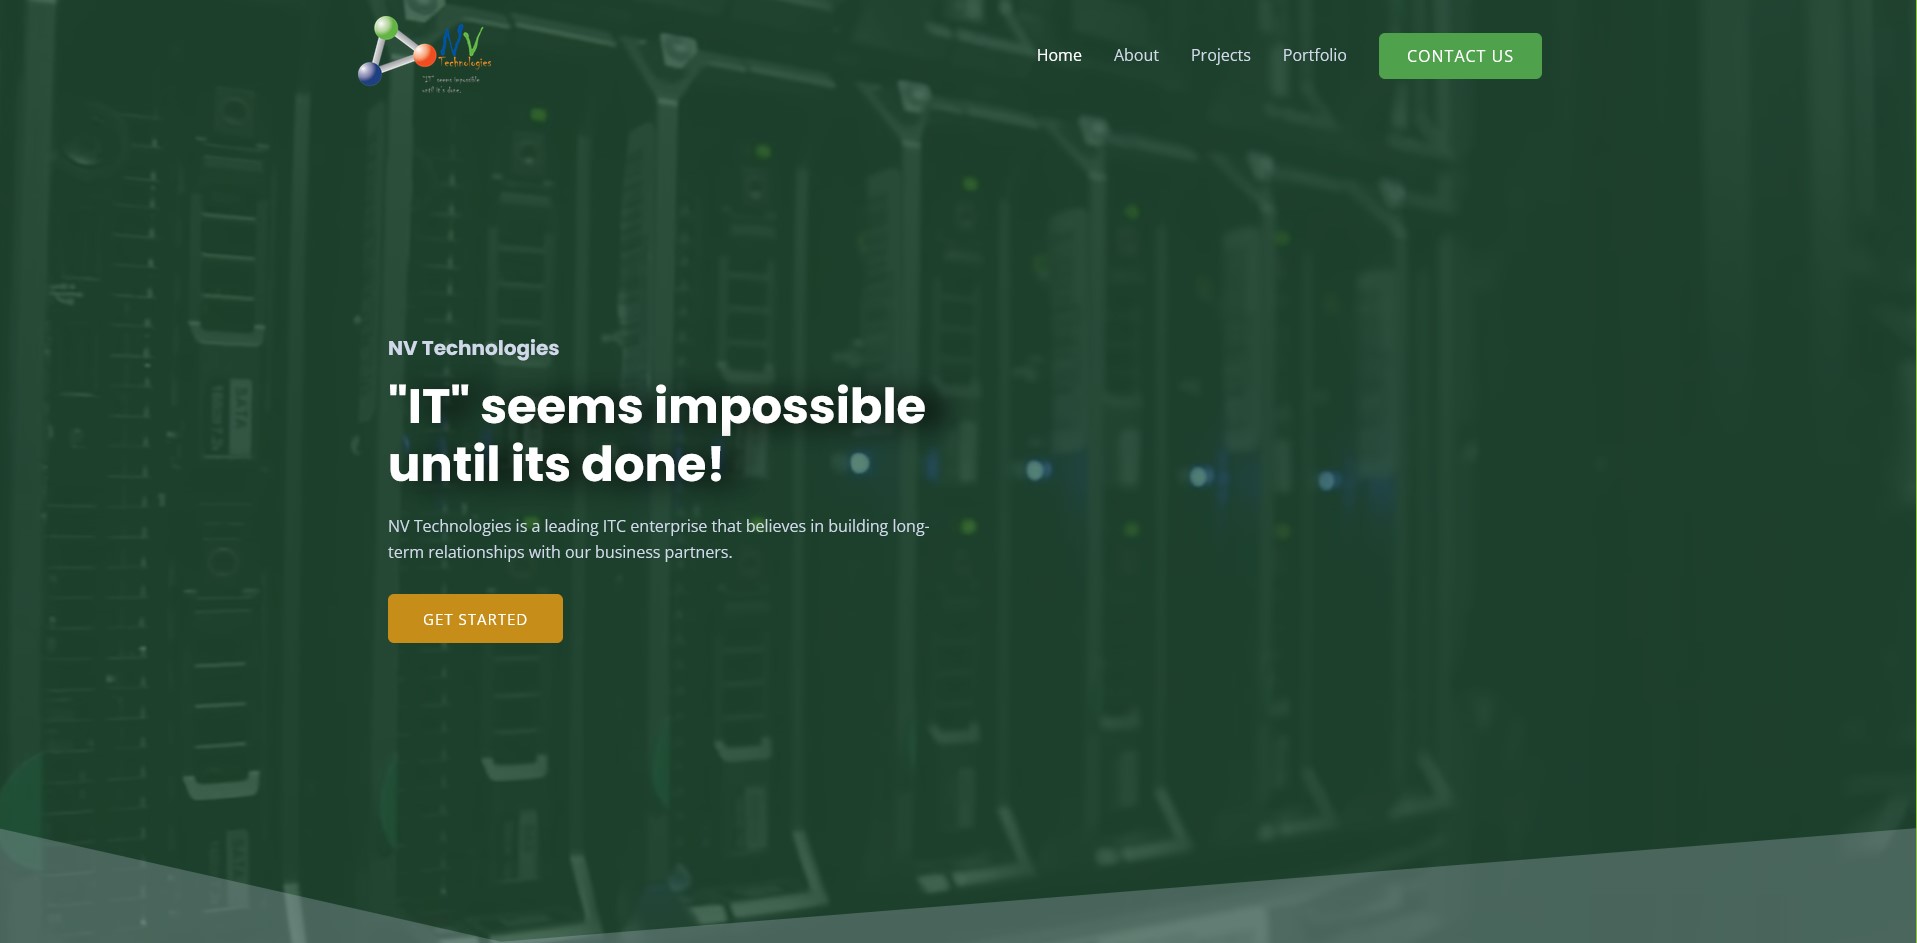 NV
Technologies
"IT" seems impossible
until it's done.
Home
About
Projects
Portfolio
CONTACT US
NV Technologies
"IT" seems impossible
until its done!
NV Technologies is a leading ITC enterprise that believes in building long-
term relationships with our business partners.
GET STARTED